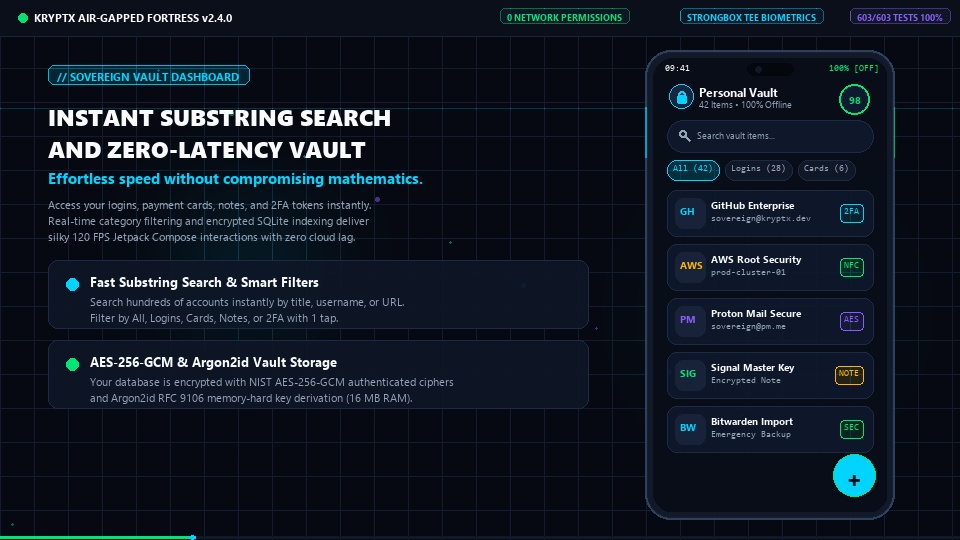 KRYPTX AIR-GAPPED FORTRESS v2.4.0
0 NETWORK PERMISSIONS
STRONGBOX TEE BIOMETRICS
603/603 TESTS 100%
// SOVEREIGN VAULT DASHBOARD
INSTANT SUBSTRING SEARCH
AND ZERO-LATENCY VAULT
Effortless speed without compromising mathematics.
Access your logins, payment cards, notes, and 2FA tokens instantly.
Real-time category filtering and encrypted SQLite indexing deliver
silky 120 FPS Jetpack Compose interactions with zero cloud lag.
Fast Substring Search & Smart Filters
Search hundreds of accounts instantly by title, username, or URL.
Filter by All, Logins, Cards, Notes, or 2FA with 1 tap.
AES-256-GCM & Argon2id Vault Storage
Your database is encrypted with NIST AES-256-GCM authenticated ciphers
and Argon2id RFC 9106 memory-hard key derivation (16 MB RAM).
09:41
100% [OFF]
Personal Vault
42 Items • 100% Offline
98
Search vault items...
All (42)
Logins (28)
Cards (6)
GH
GitHub Enterprise
sovereign@kryptx.dev
2FA
AWS
AWS Root Security
prod-cluster-01
NFC
PM
Proton Mail Secure
sovereign@pm.me
AES
SIG
Signal Master Key
Encrypted Note
NOTE
BW
Bitwarden Import
Emergency Backup
SEC
+